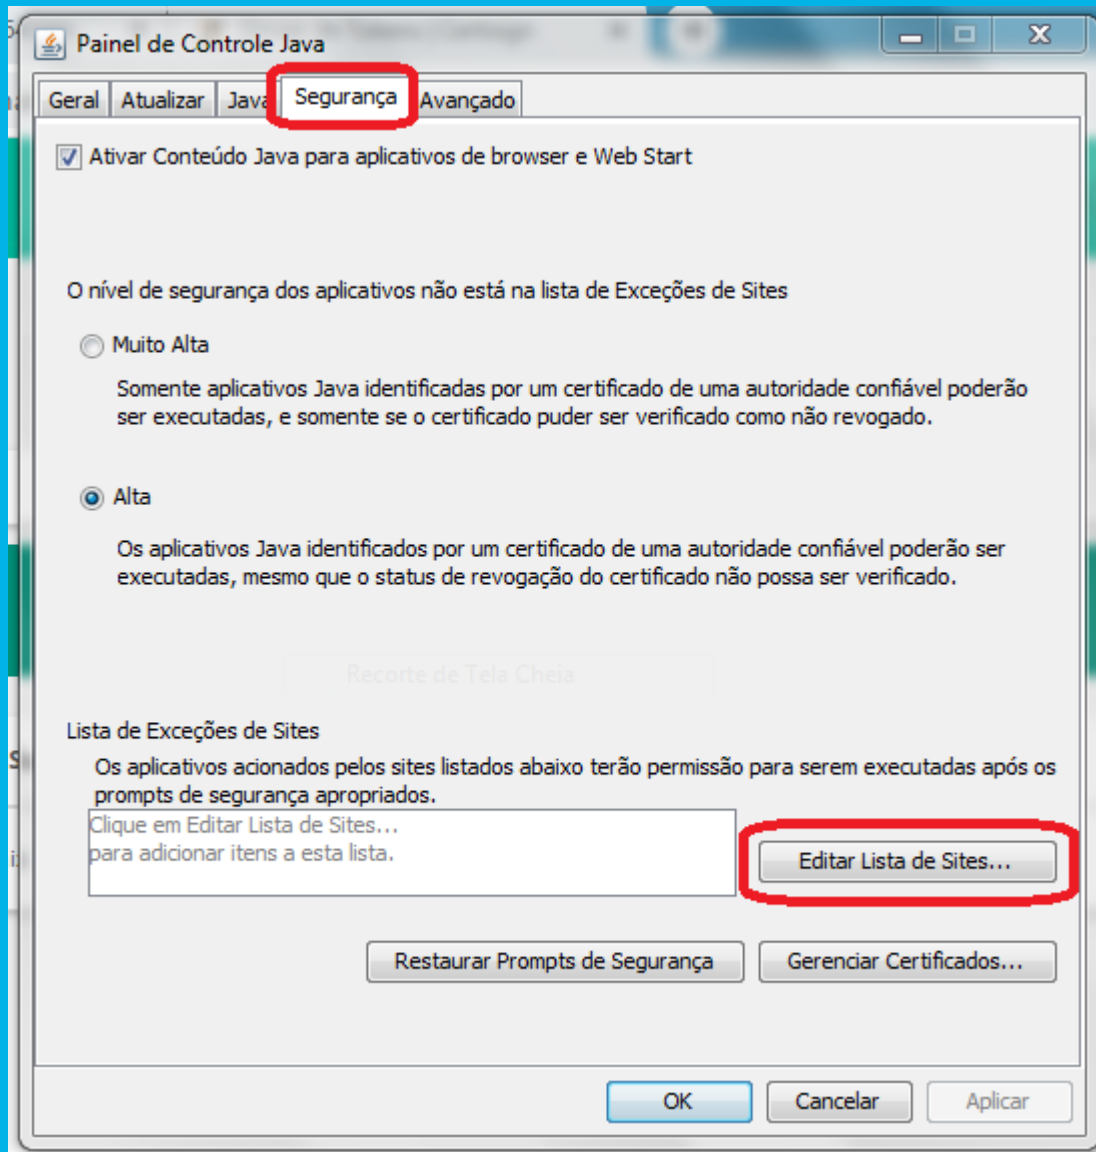 Painel de Controle Java
Geral Atualizar Java Segurança Avançado
Ativar Conteúdo Java para aplicativos de browser e Web Start
O nível de segurança dos aplicativos não está na lista de Exceções de Sites
Muito Alta
Somente aplicativos Java identificadas por um certificado de uma autoridade confiável poderão
ser executadas, e somente se o certificado puder ser verificado como não revogado.
Alta
Os aplicativos Java identificados por um certificado de uma autoridade confiável poderão ser
executadas, mesmo que o status de revogação do certificado não possa ser verificado.
Recorte de Tela Cheia
Lista de Exceções de Sites
Os aplicativos acionados pelos sites listados abaixo terão permissão para serem executadas após os
prompts de segurança apropriados.
Clique em Editar Lista de Sites...
para adicionar itens a esta lista.
Editar Lista de Sites...
Restaurar Prompts de Segurança Gerenciar Certificados...
OK Cancelar Aplicar